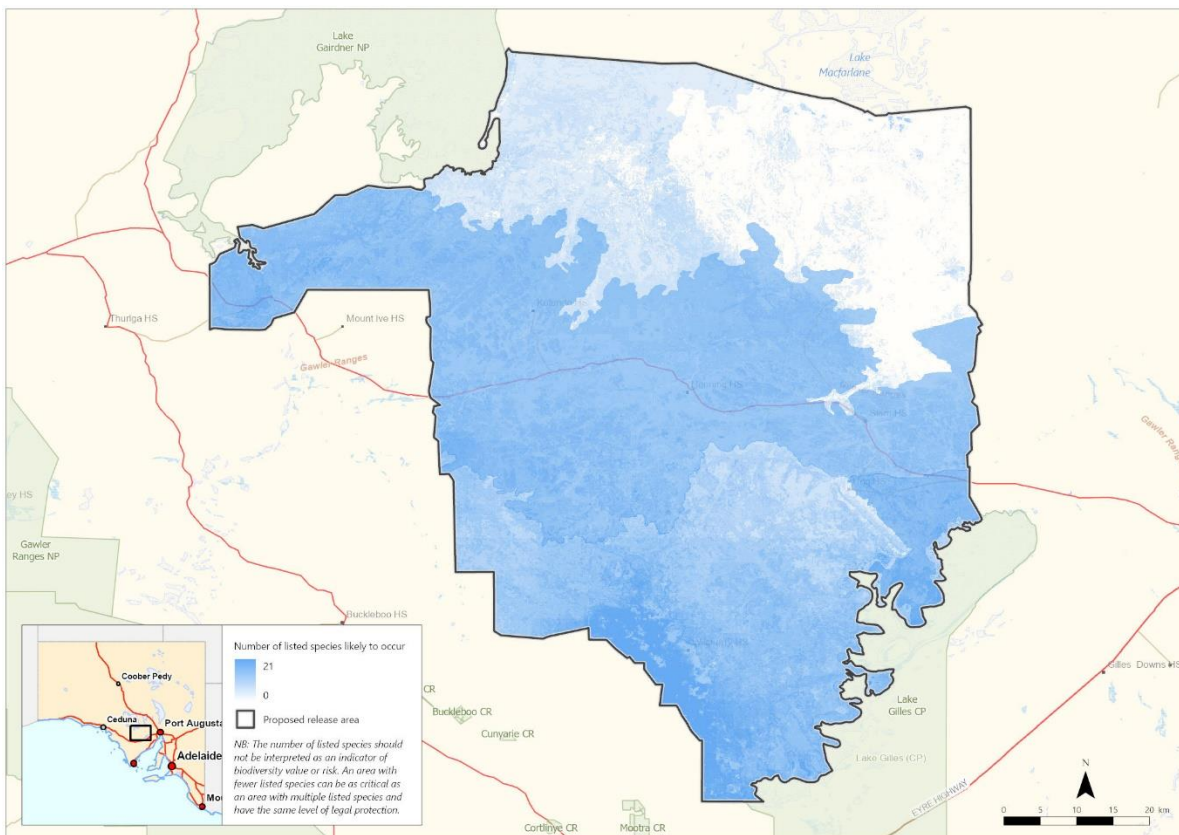 Lake
Gairdner NP
Lake
Macfarlane
Thuriga HS
Mount Ive HS
Gawler Ranges
Gawler Ranges
ey HS
Gawler
Ranges NP
Buckleboo HS
Lake
Gilles CP
Gilles Downs HS
Lake Gilles (CP)
CR
Buckleboo CR
Cunyarie CR
Cortlinye CR
Mootra CR
EYRE HIGHWAY
Coober Pedy
Ceduna
Port Augusta
Adelaide
Mou
Number of listed species likely to occur
21
0
Proposed release area
NB: The number of listed species should
not be interpreted as an indicator of
biodiversity value or risk. An area with
fewer listed species can be as critical as
an area with multiple listed species and
have the same level of legal protection.
N
0 5 10 15 20 km